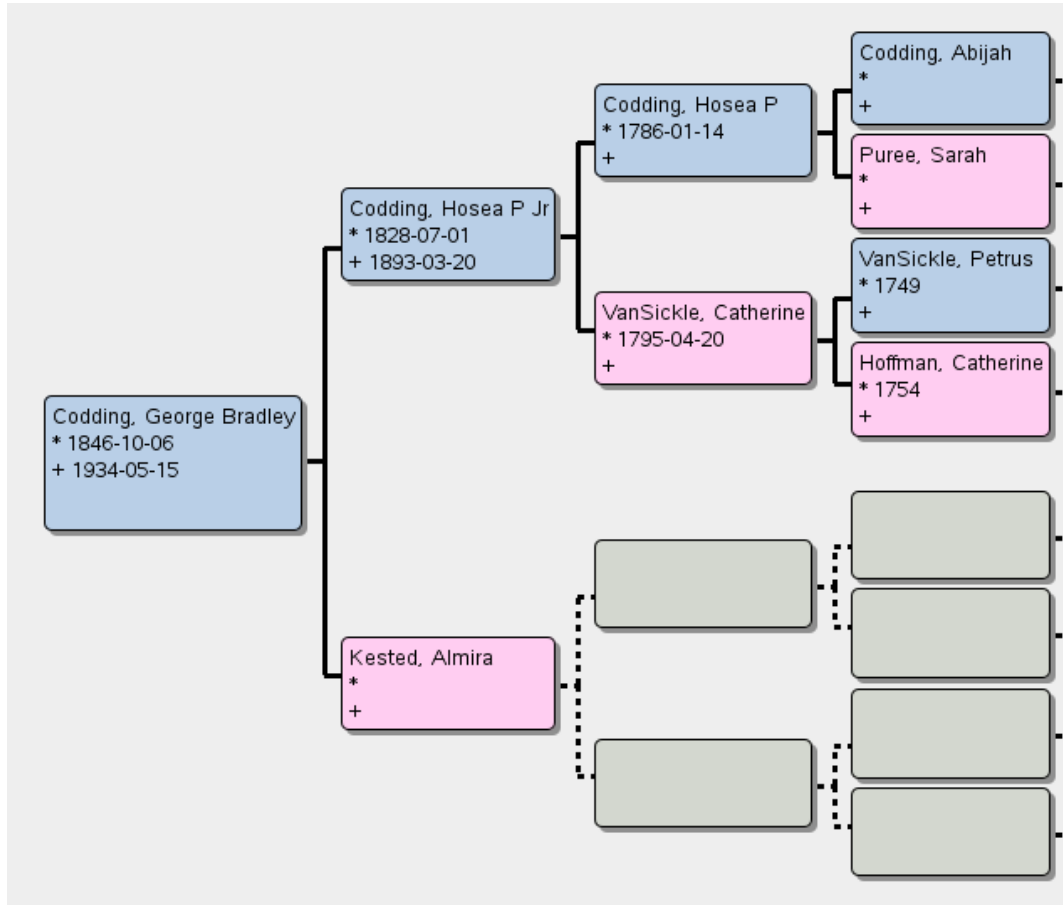 Codding, Abijah
*
+
Codding, Hosea P
* 1786-01-14
+
Puree, Sarah
*
+
Codding, Hosea P Jr
* 1828-07-01
+ 1893-03-20
VanSickle, Petrus
* 1749
+
VanSickle, Catherine
* 1795-04-20
+
Hoffman, Catherine
* 1754
+
Codding, George Bradley
* 1846-10-06
+ 1934-05-15
Kested, Almira
*
+